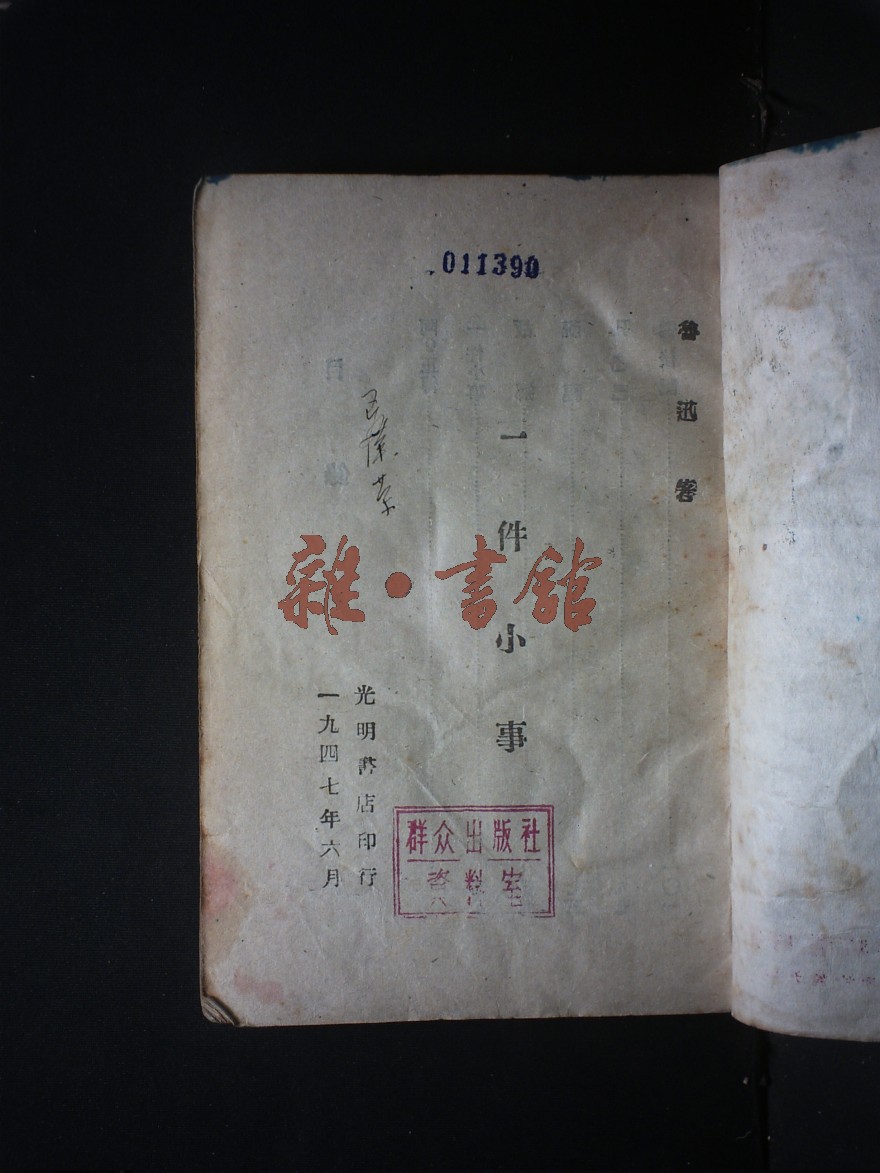 011390
魯迅著
一件小事
光明書店印行
一九四七年六月
群众出版社
資料室
雜·書館